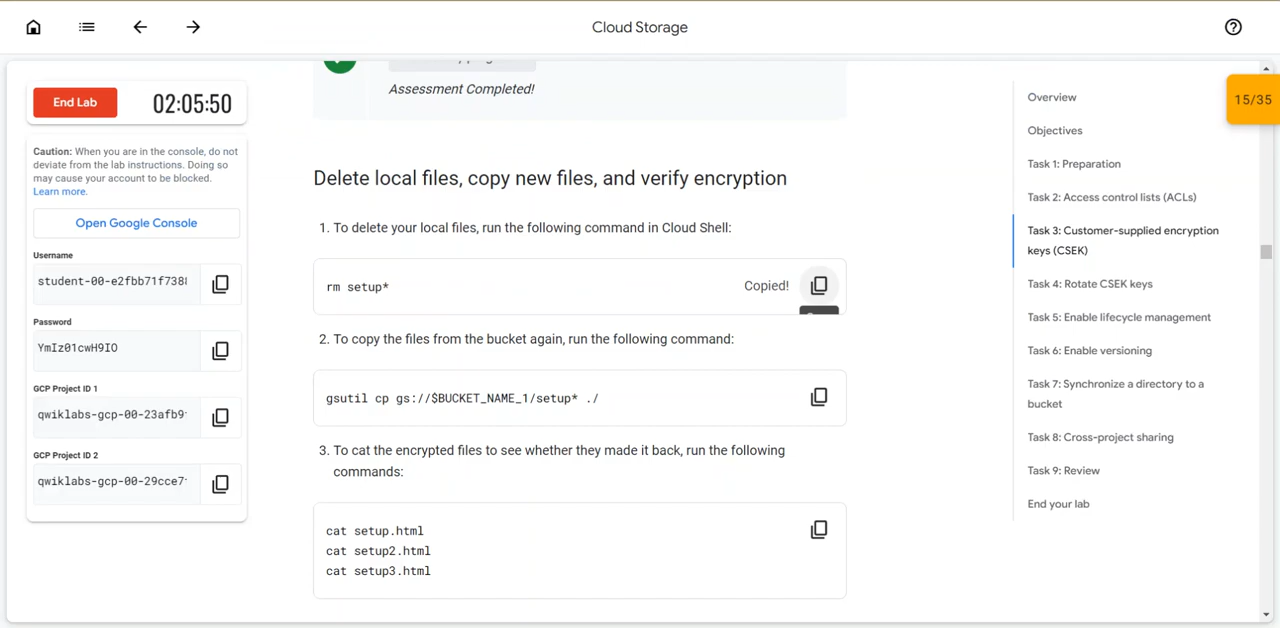 Cloud Storage
End Lab
02:05:50
Caution: When you are in the console, do not
deviate from the lab instructions. Doing so
may cause your account to be blocked.
Learn more.
Open Google Console
Username
student-00-e2fbb71f738
Password
YmIz01cwH9IO
GCP Project ID 1
qwiklabs-gcp-00-23afb9
GCP Project ID 2
qwiklabs-gcp-00-29cce7
Assessment Completed!
Delete local files, copy new files, and verify encryption
1. To delete your local files, run the following command in Cloud Shell:
rm setup*
Copied!
2. To copy the files from the bucket again, run the following command:
gsutil cp gs://$BUCKET_NAME_1/setup* ./
3. To cat the encrypted files to see whether they made it back, run the following
commands:
cat setup.html
cat setup2.html
cat setup3.html
Overview
Objectives
Task 1: Preparation
Task 2: Access control lists (ACLs)
Task 3: Customer-supplied encryption
keys (CSEK)
Task 4: Rotate CSEK keys
Task 5: Enable lifecycle management
Task 6: Enable versioning
Task 7: Synchronize a directory to a
bucket
Task 8: Cross-project sharing
Task 9: Review
End your lab
15/35